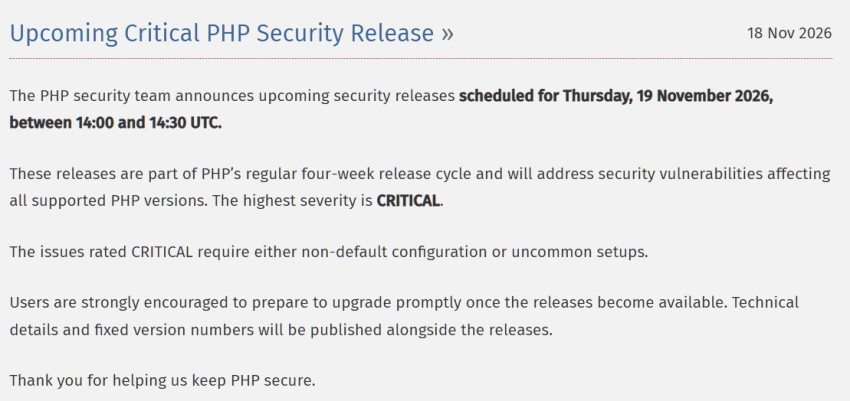 Upcoming Critical PHP Security Release »
18 Nov 2026
The PHP security team announces upcoming security releases scheduled for Thursday, 19 November 2026,
between 14:00 and 14:30 UTC.
These releases are part of PHP’s regular four-week release cycle and will address security vulnerabilities affecting
all supported PHP versions. The highest severity is CRITICAL.
The issues rated CRITICAL require either non-default configuration or uncommon setups.
Users are strongly encouraged to prepare to upgrade promptly once the releases become available. Technical
details and fixed version numbers will be published alongside the releases.
Thank you for helping us keep PHP secure.